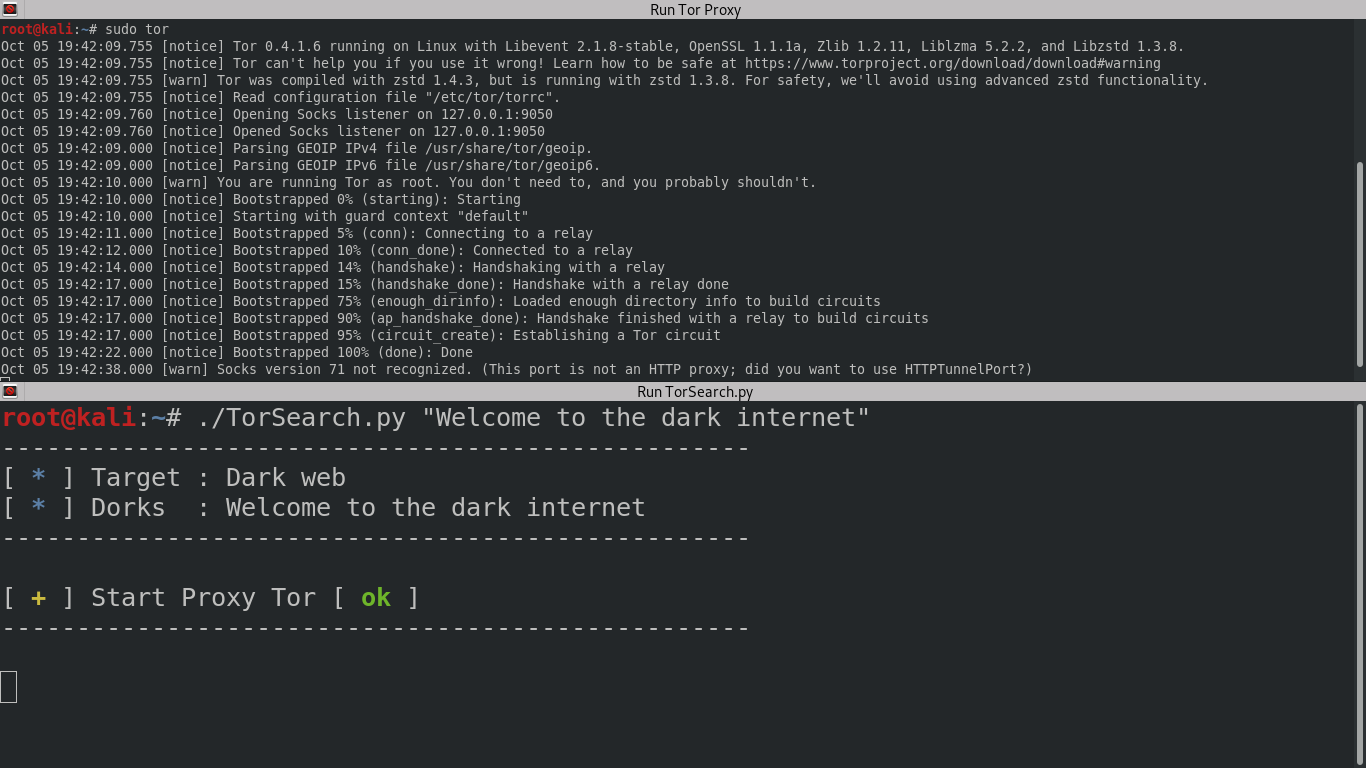 Run Tor Proxy
root@kali:~# sudo tor
Oct 05 19:42:09.755 [notice] Tor 0.4.1.6 running on Linux with Libevent 2.1.8-stable, OpenSSL 1.1.1a, Zlib 1.2.11, Liblzma 5.2.2, and Libzstd 1.3.8.
Oct 05 19:42:09.755 [notice] Tor can't help you if you use it wrong! Learn how to be safe at https://www.torproject.org/download/download#warning
Oct 05 19:42:09.755 [warn] Tor was compiled with zstd 1.4.3, but is running with zstd 1.3.8. For safety, we'll avoid using advanced zstd functionality.
Oct 05 19:42:09.755 [notice] Read configuration file "/etc/tor/torrc".
Oct 05 19:42:09.760 [notice] Opening Socks listener on 127.0.0.1:9050
Oct 05 19:42:09.760 [notice] Opened Socks listener on 127.0.0.1:9050
Oct 05 19:42:09.000 [notice] Parsing GEOIP IPv4 file /usr/share/tor/geoip.
Oct 05 19:42:09.000 [notice] Parsing GEOIP IPv6 file /usr/share/tor/geoip6.
Oct 05 19:42:10.000 [warn] You are running Tor as root. You don't need to, and you probably shouldn't.
Oct 05 19:42:10.000 [notice] Bootstrapped 0% (starting): Starting
Oct 05 19:42:10.000 [notice] Starting with guard context "default"
Oct 05 19:42:11.000 [notice] Bootstrapped 5% (conn): Connecting to a relay
Oct 05 19:42:12.000 [notice] Bootstrapped 10% (conn_done): Connected to a relay
Oct 05 19:42:14.000 [notice] Bootstrapped 14% (handshake): Handshaking with a relay
Oct 05 19:42:17.000 [notice] Bootstrapped 15% (handshake_done): Handshake with a relay done
Oct 05 19:42:17.000 [notice] Bootstrapped 75% (enough_dirinfo): Loaded enough directory info to build circuits
Oct 05 19:42:17.000 [notice] Bootstrapped 90% (ap_handshake_done): Handshake finished with a relay to build circuits
Oct 05 19:42:17.000 [notice] Bootstrapped 95% (circuit_create): Establishing a Tor circuit
Oct 05 19:42:22.000 [notice] Bootstrapped 100% (done): Done
Oct 05 19:42:38.000 [warn] Socks version 71 not recognized. (This port is not an HTTP proxy; did you want to use HTTPTunnelPort?)
Run TorSearch.py
root@kali:~# ./TorSearch.py "Welcome to the dark internet"
--------------------------------------------------
[ * ] Target : Dark web
[ * ] Dorks  : Welcome to the dark internet
--------------------------------------------------
[ + ] Start Proxy Tor [ ok ]
--------------------------------------------------